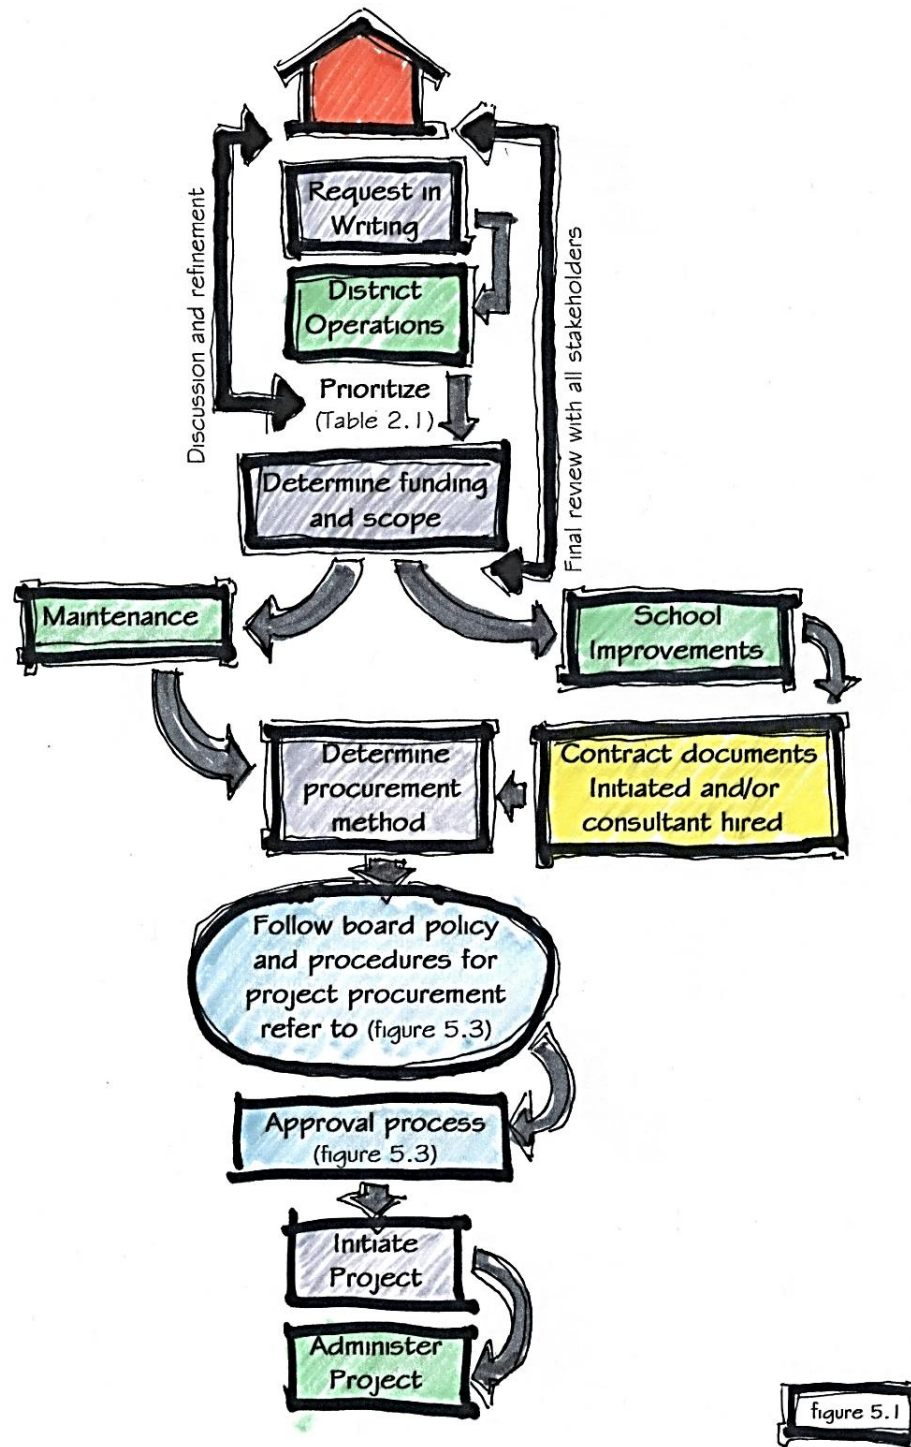 Request in
Writing
District
Operations
Discussion and refinement
Prioritize
(Table 2.1)
Final review with all stakeholders
Determine funding
and scope
Maintenance
School
Improvements
Determine
procurement
method
Contract documents
Initiated and/or
consultant hired
Follow board policy
and procedures for
project procurement
refer to (figure 5.3)
Approval process
(figure 5.3)
Initiate
Project
Administer
Project
figure 5.1